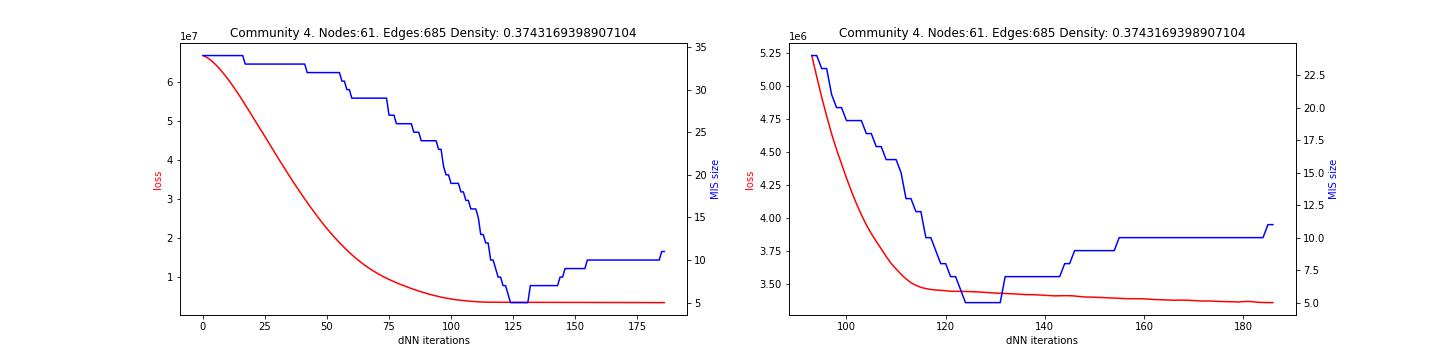 Community 4. Nodes:61. Edges:685 Density: 0.3743169398907104
1e7
6
5
4
3
2
1
loss
35
30
25
20
15
10
5
MIS size
0 25 50 75 100 125 150 175
dNN iterations
Community 4. Nodes:61. Edges:685 Density: 0.3743169398907104
1e6
5.25
5.00
4.75
4.50
4.25
4.00
3.75
3.50
loss
22.5
20.0
17.5
15.0
12.5
10.0
7.5
5.0
MIS size
100 120 140 160 180
dNN iterations